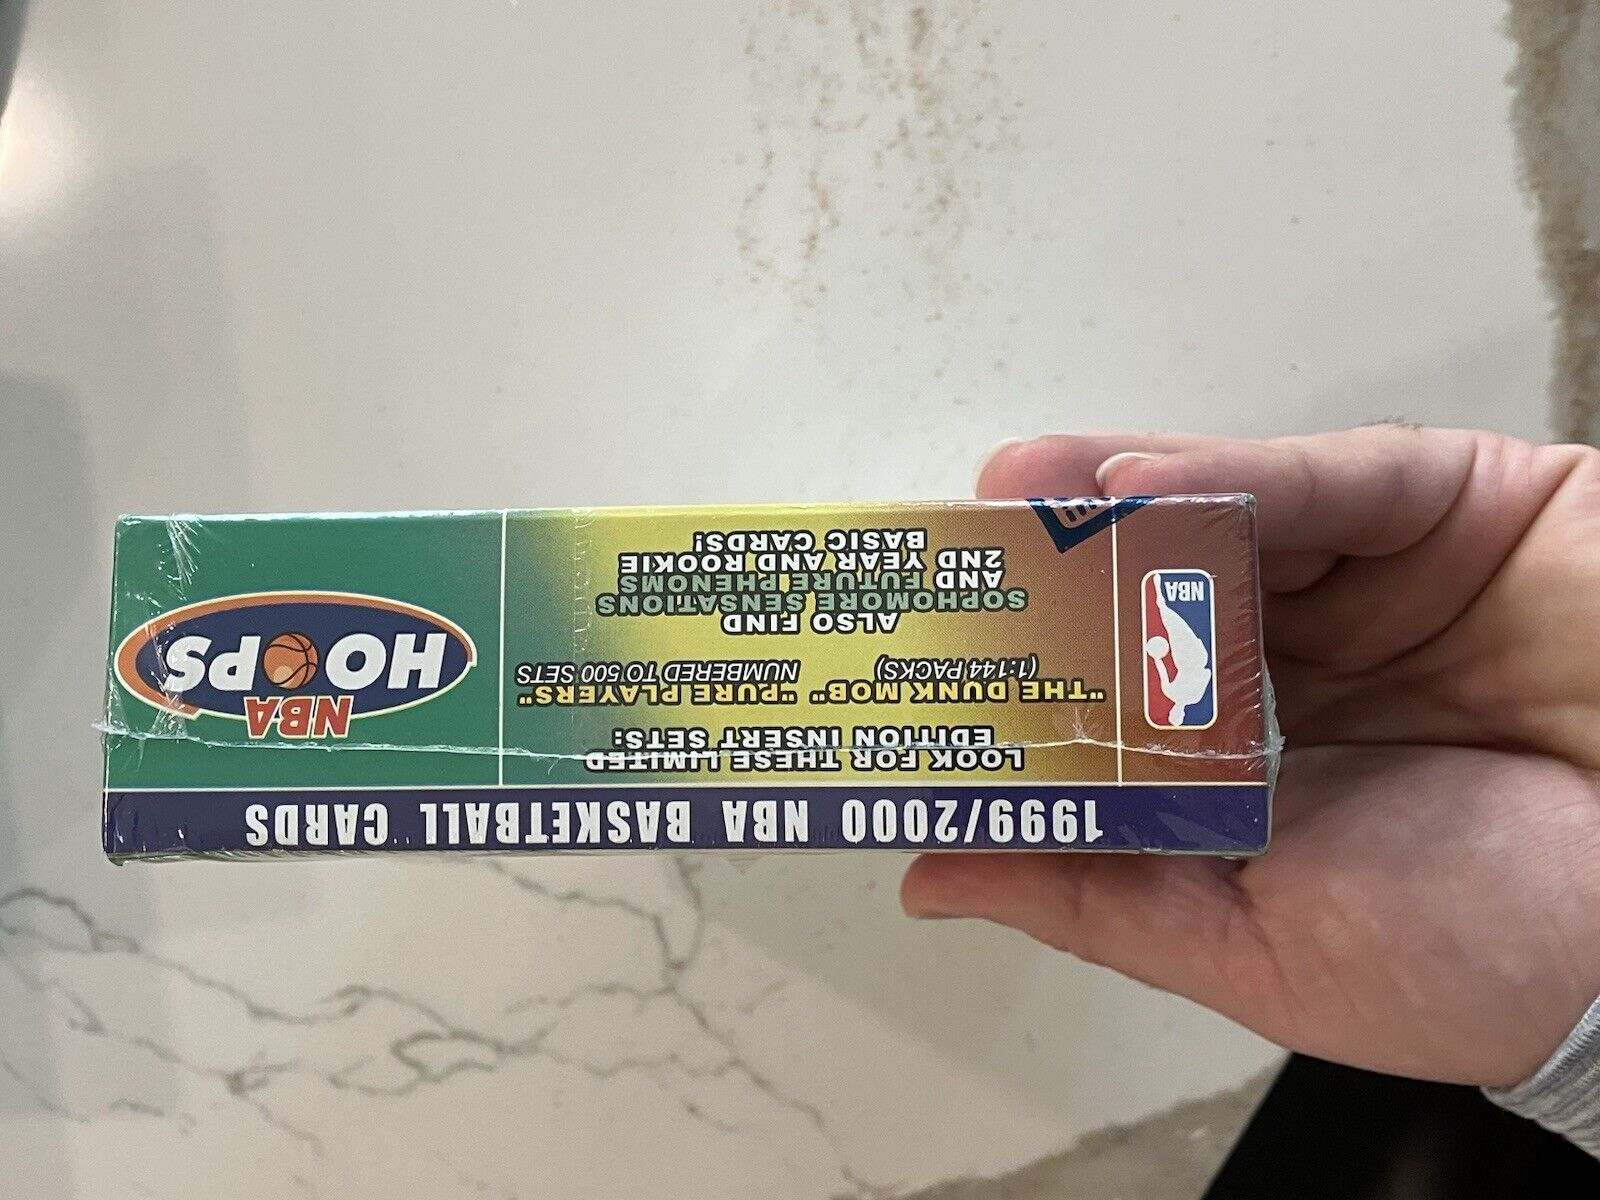 1999/2000 NBA BASKETBALL CARDS
LOOK FOR THESE LIMITED
EDITION INSERT SETS:
"THE DUNK MOB" "PURE PLAYERS"
(1:144 PACKS) NUMBERED TO 500 SETS
ALSO FIND
SOPHOMORE SENSATIONS
AND FUTURE PHENOMS
2ND YEAR AND ROOKIE
BASIC CARDS!
NBA
HOOPS
NBA